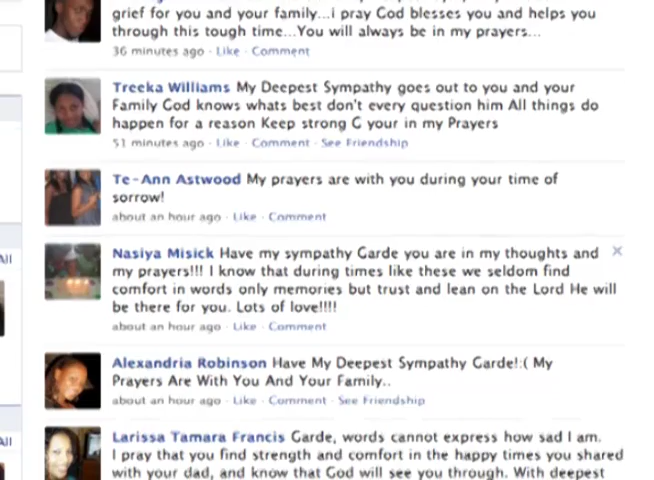 grief for you and your family...i pray God blesses you and helps you
through this tough time...You will always be in my prayers...
36 minutes ago · Like · Comment
Treeka Williams My Deepest Sympathy goes out to you and your
Family God knows whats best don't every question him All things do
happen for a reason Keep strong G your in my Prayers
51 minutes ago · Like · Comment · See Friendship
Te-Ann Astwood My prayers are with you during your time of
sorrow!
about an hour ago · Like · Comment
Nasiya Misick Have my sympathy Garde you are in my thoughts and
my prayers!!! I know that during times like these we seldom find
All
comfort in words only memories but trust and lean on the Lord He will
be there for you. Lots of love!!!!
about an hour ago · Like · Comment
Alexandria Robinson Have My Deepest Sympathy Garde!:( My
Prayers Are With You And Your Family..
about an hour ago · Like · Comment · See Friendship
All
Larissa Tamara Francis Garde, words cannot express how sad I am.
I pray that you find strength and comfort in the happy times you shared
with your dad, and know that God will see you through. With deepest